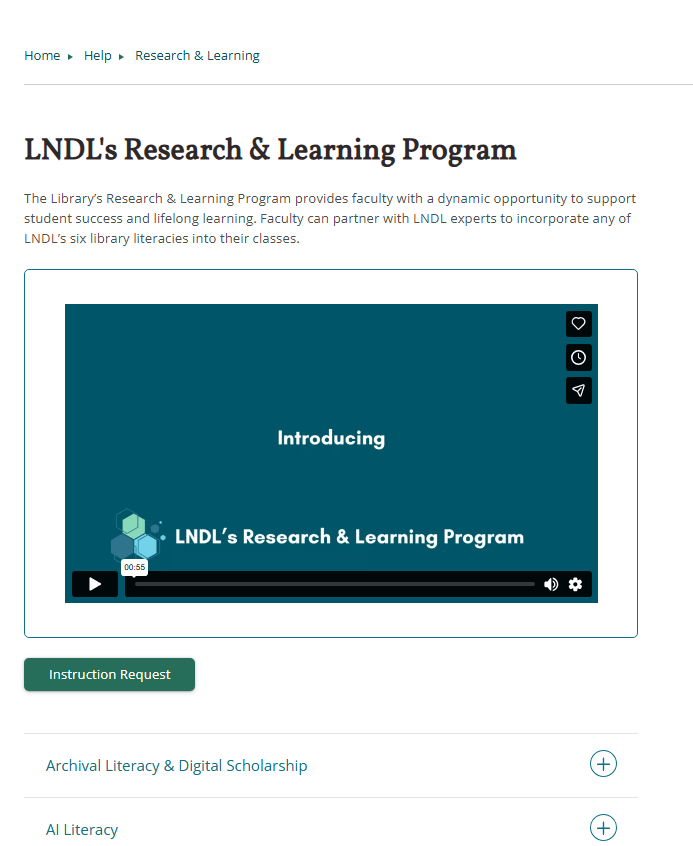 Home ▸ Help ▸ Research & Learning
LNDL's Research & Learning Program
The Library’s Research & Learning Program provides faculty with a dynamic opportunity to support
student success and lifelong learning. Faculty can partner with LNDL experts to incorporate any of
LNDL’s six library literacies into their classes.
Introducing
LNDL’s Research & Learning Program
00:55
Instruction Request
Archival Literacy & Digital Scholarship
AI Literacy